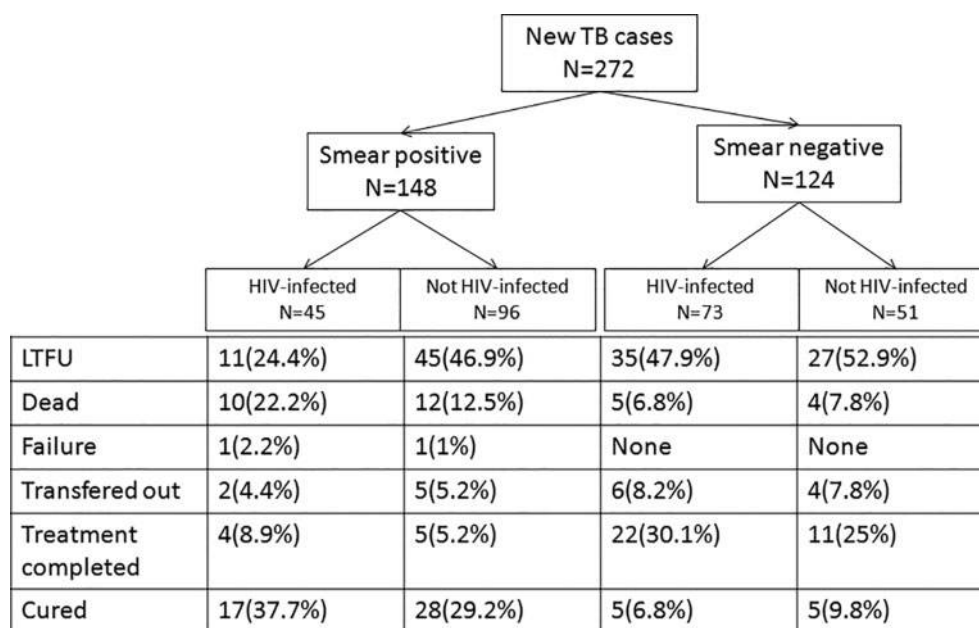 New TB cases
N=272
Smear positive
N=148
Smear negative
N=124
HIV-infected
N=45
Not HIV-infected
N=96
HIV-infected
N=73
Not HIV-infected
N=51
LTFU 11(24.4%) 45(46.9%) 35(47.9%) 27(52.9%)
Dead 10(22.2%) 12(12.5%) 5(6.8%) 4(7.8%)
Failure 1(2.2%) 1(1%) None None
Transfered out 2(4.4%) 5(5.2%) 6(8.2%) 4(7.8%)
Treatment
completed 4(8.9%) 5(5.2%) 22(30.1%) 11(25%)
Cured 17(37.7%) 28(29.2%) 5(6.8%) 5(9.8%)